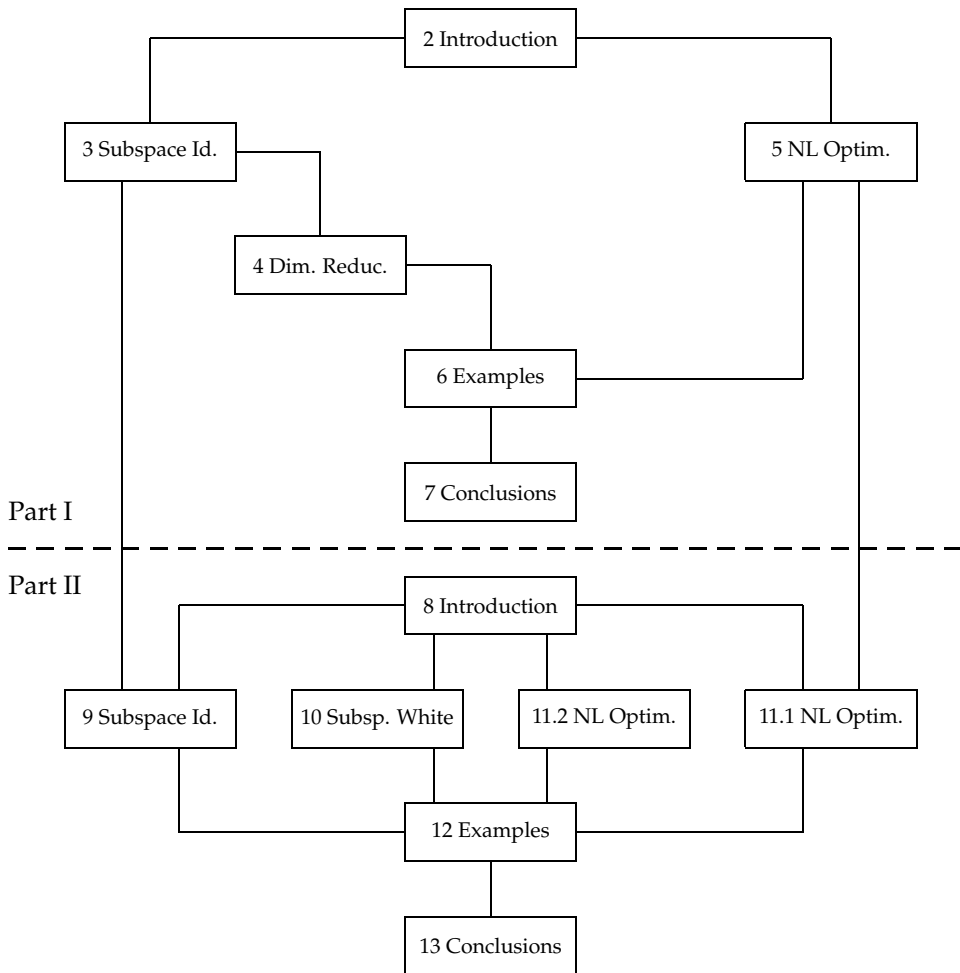 2 Introduction
3 Subspace Id.
5 NL Optim.
4 Dim. Reduc.
6 Examples
7 Conclusions
Part I
Part II
8 Introduction
9 Subspace Id.
10 Subsp. White
11.2 NL Optim.
11.1 NL Optim.
12 Examples
13 Conclusions